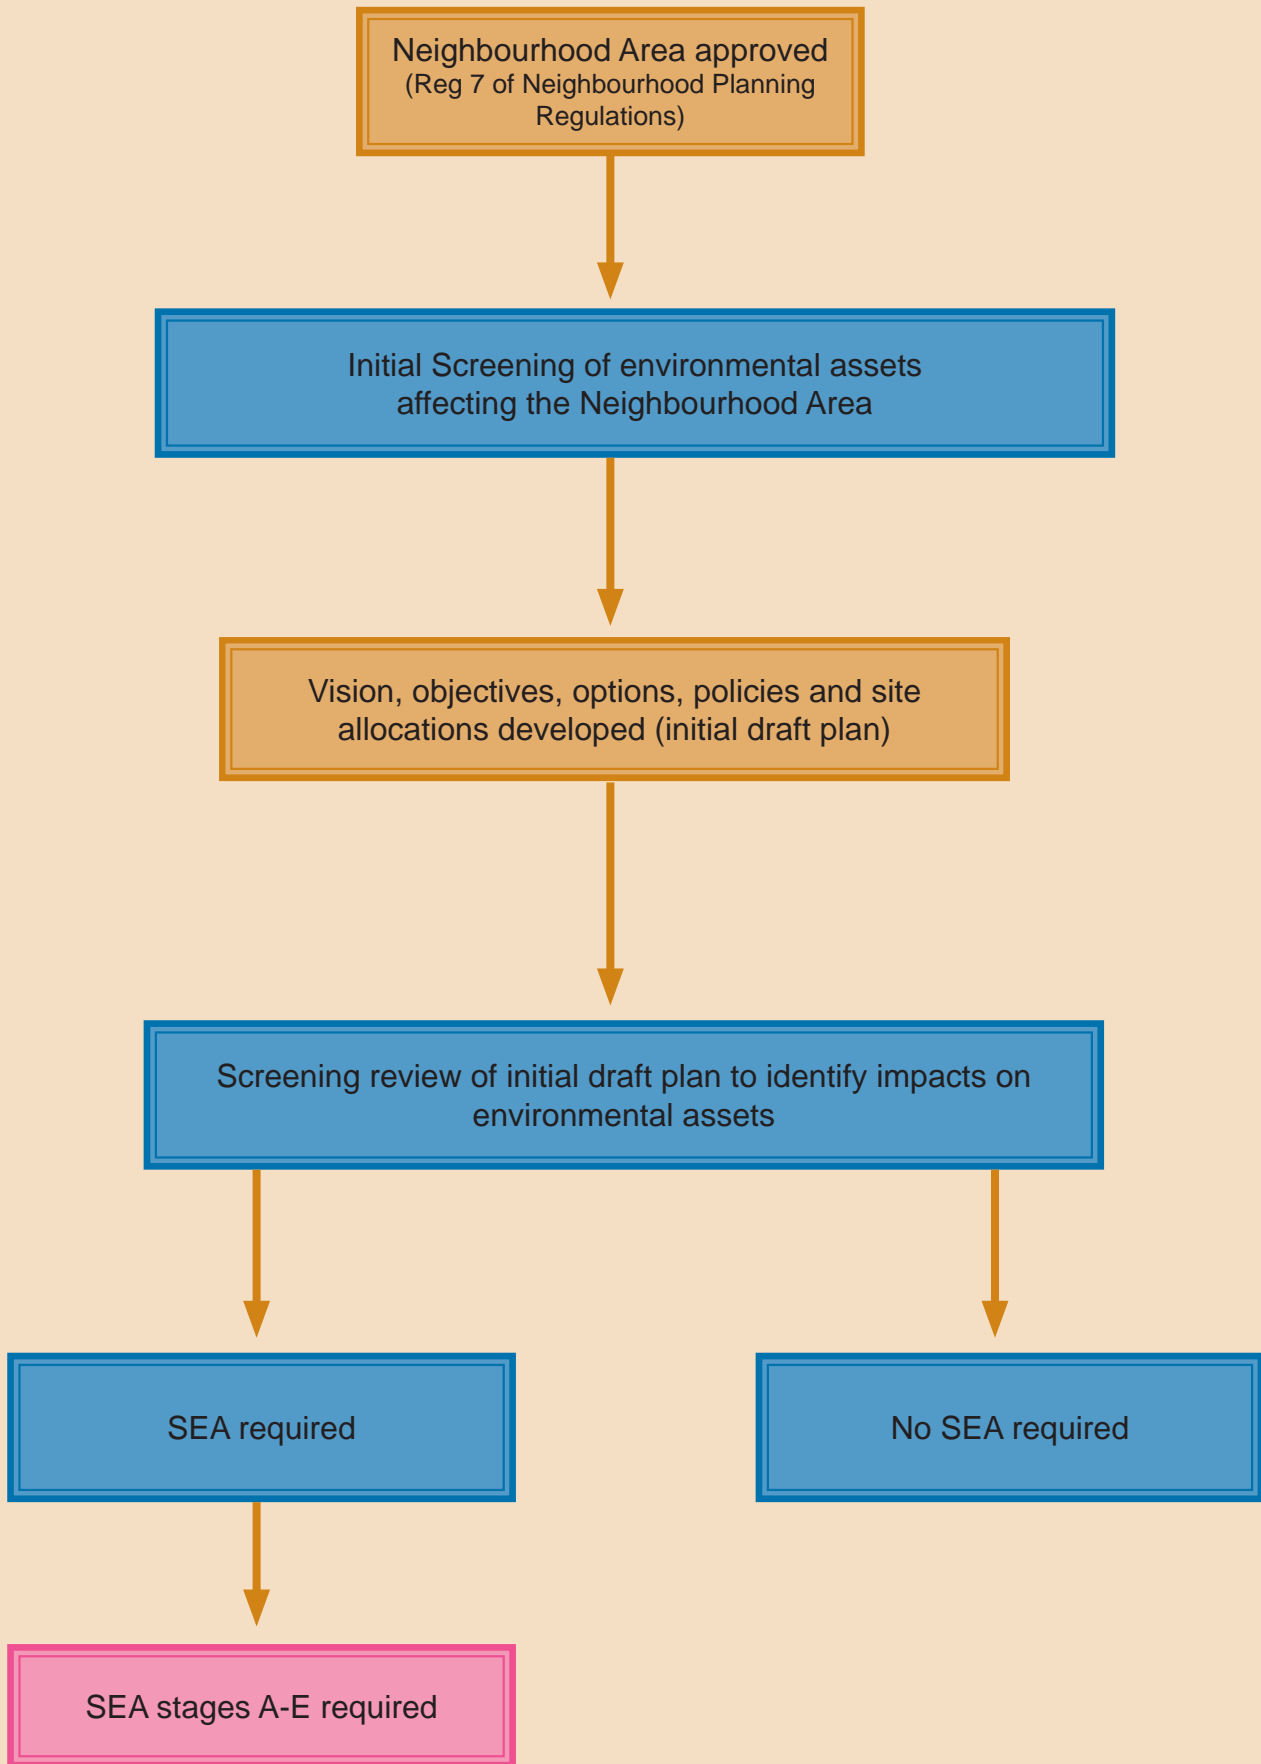 Neighbourhood Area approved
(Reg 7 of Neighbourhood Planning
Regulations)
Initial Screening of environmental assets
affecting the Neighbourhood Area
Vision, objectives, options, policies and site
allocations developed (initial draft plan)
Screening review of initial draft plan to identify impacts on
environmental assets
SEA required
No SEA required
SEA stages A-E required